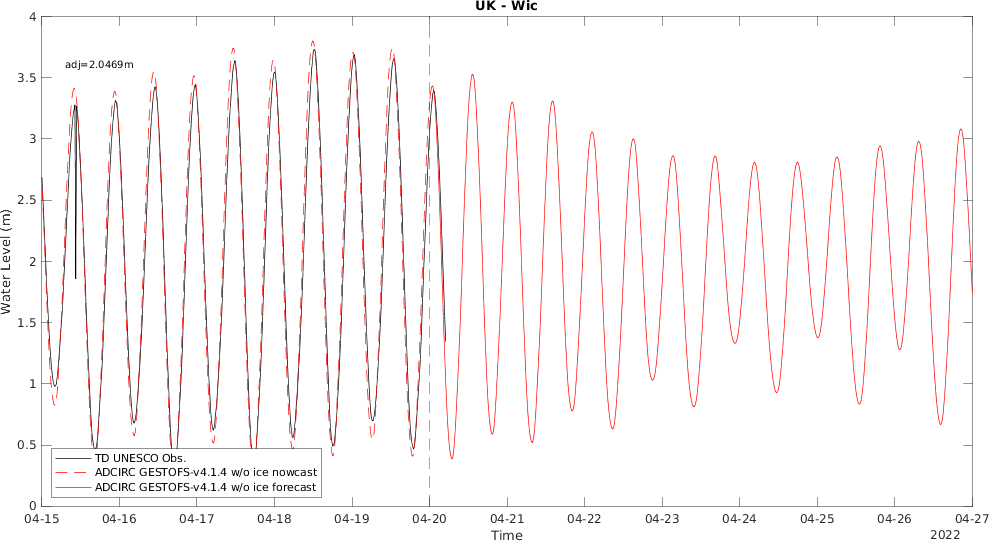 UK - Wic
adj=2.0469m
Water Level (m)
4
3.5
3
2.5
2
1.5
1
0.5
0
TD UNESCO Obs.
ADCIRC GESTOFS-v4.1.4 w/o ice nowcast
ADCIRC GESTOFS-v4.1.4 w/o ice forecast
04-15 04-16 04-17 04-18 04-19 04-20 04-21 04-22 04-23 04-24 04-25 04-26 04-27
Time
2022